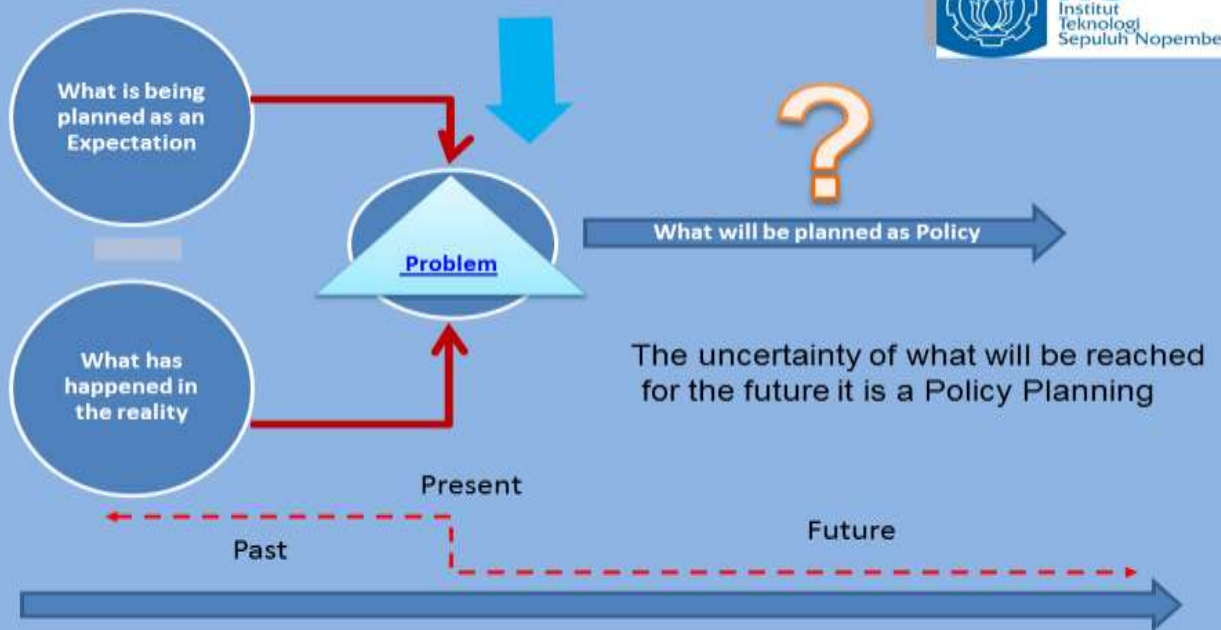 Institut
Teknologi
Sepuluh Nopembe
What is being
planned as an
Expectation
What will be planned as Policy
Problem
What has
happened in
the reality
The uncertainty of what will be reached
for the future it is a Policy Planning
Present
Past
Future